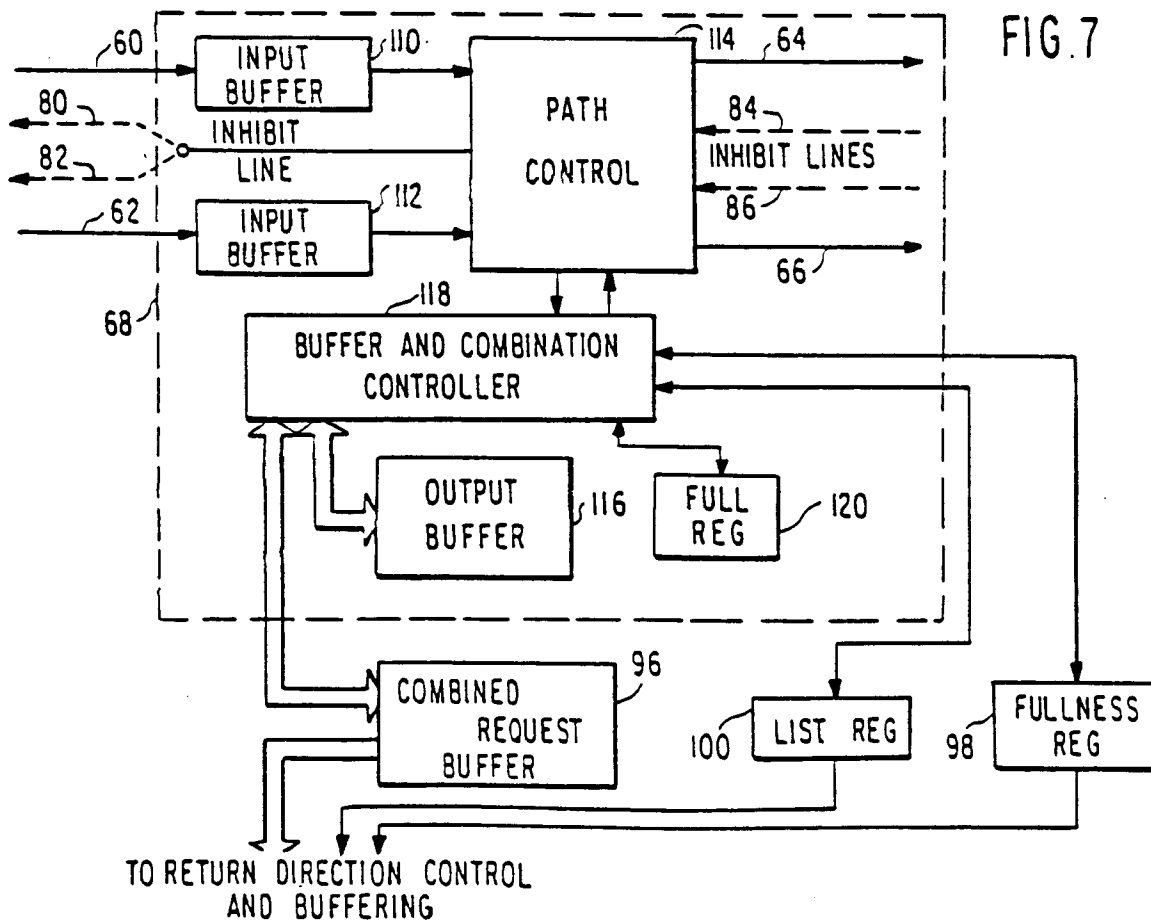 FIG.7
60
INPUT
BUFFER
110
114
64
80
82
INHIBIT
LINE
PATH
CONTROL
84
INHIBIT LINES
86
62
INPUT
BUFFER
112
66
68
118
BUFFER AND COMBINATION
CONTROLLER
OUTPUT
BUFFER
116
FULL
REG
120
COMBINED
REQUEST
BUFFER
96
100
LIST REG
98
FULLNESS
REG
TO RETURN DIRECTION CONTROL
AND BUFFERING